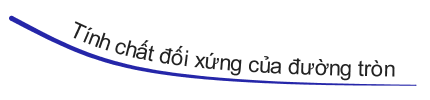 Tính chất đối xứng của đường tròn